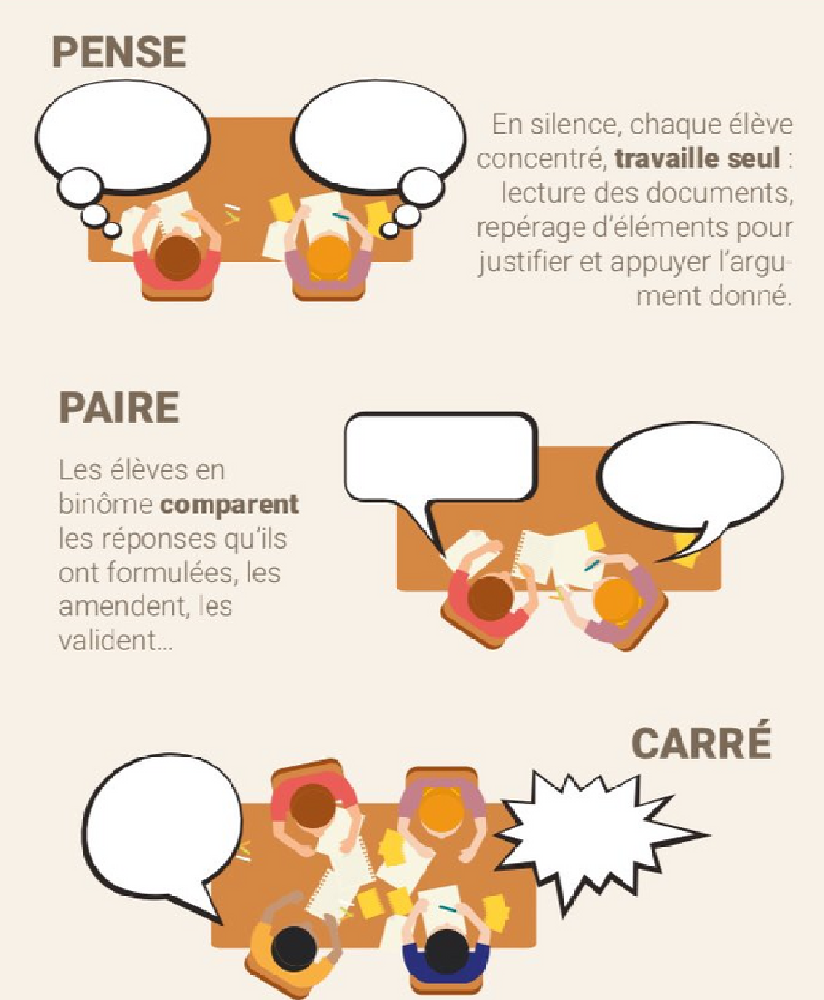 PENSE
En silence, chaque élève
concentré, travaille seul :
lecture des documents,
repérage d'éléments pour
justifier et appuyer l'argu-
ment donné.
PAIRE
Les élèves en
binôme comparent
les réponses qu'ils
ont formulées, les
amendent, les
valident...
CARRÉ